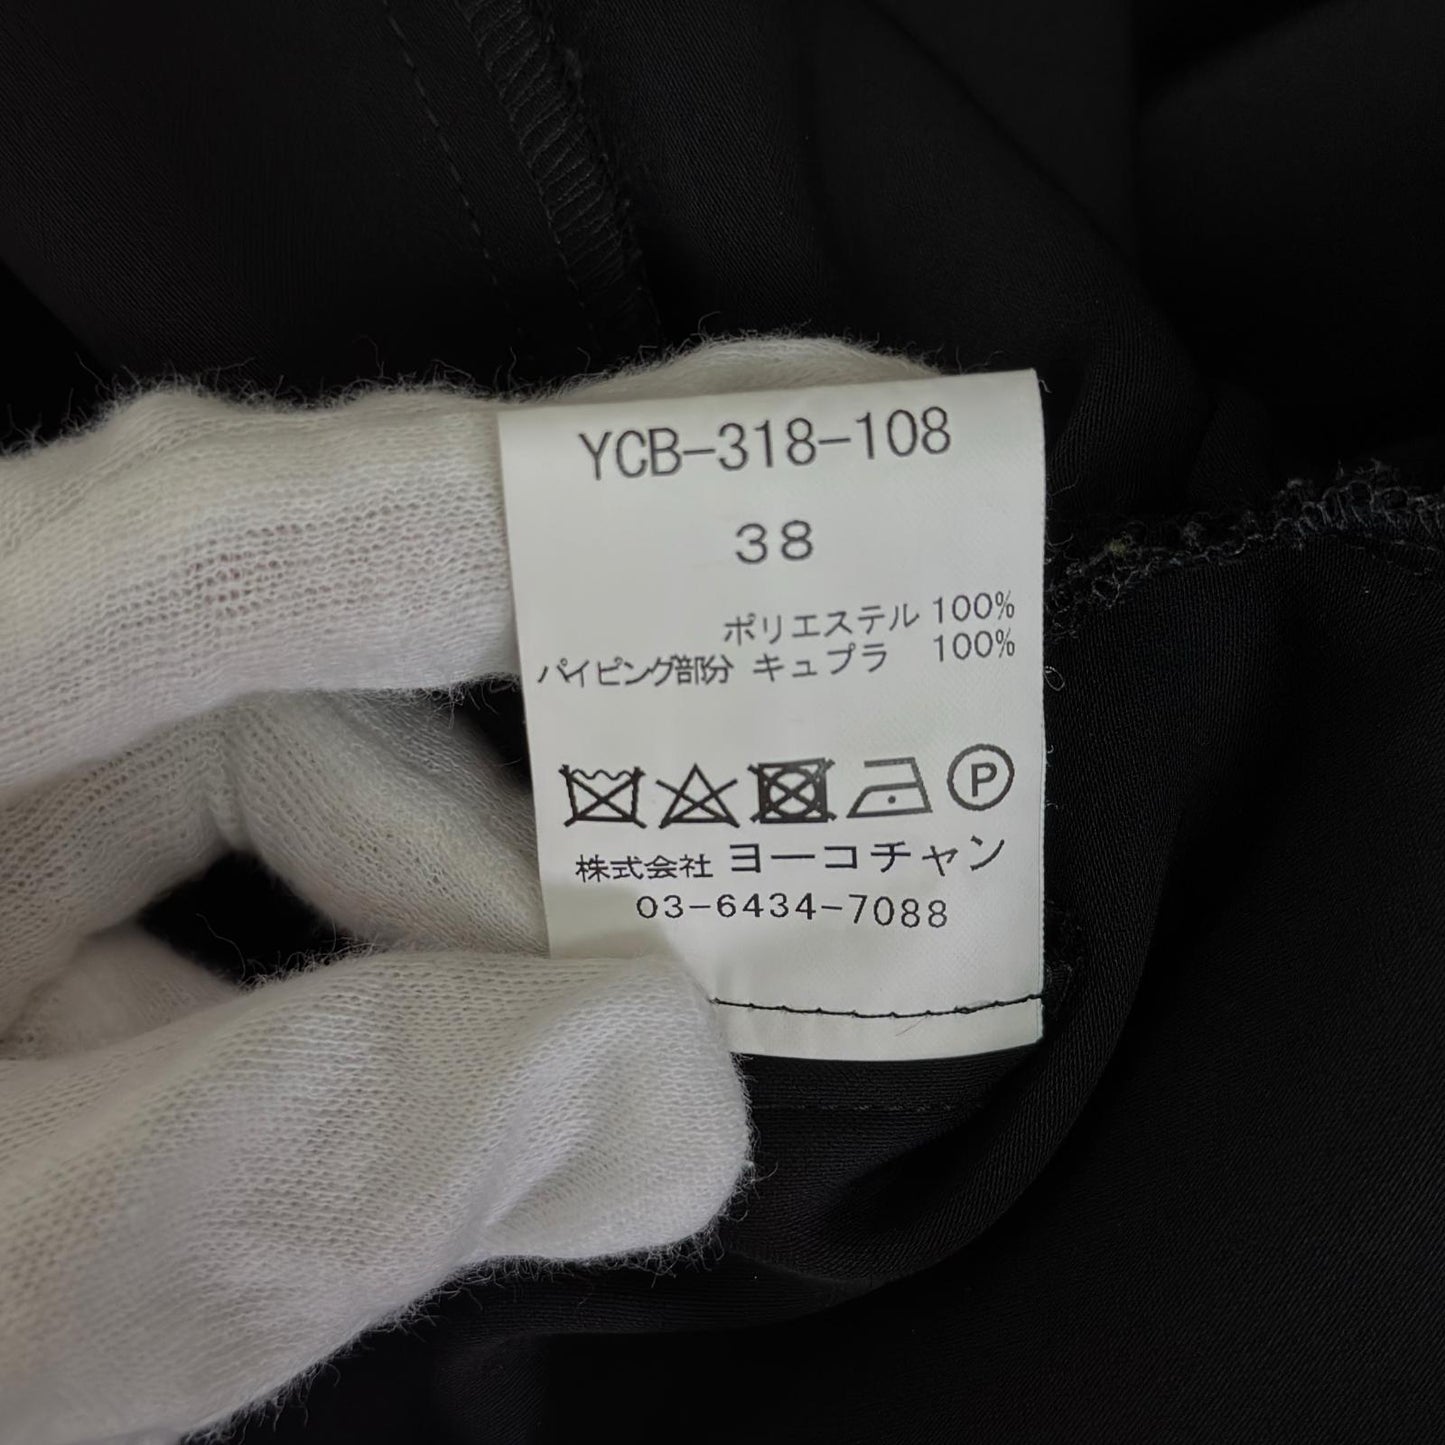 YCB-318-108
38
ポリエステル 100%
パイピング部分 キュプラ 100%
P
株式会社 ヨーコチャン
03-6434-7088